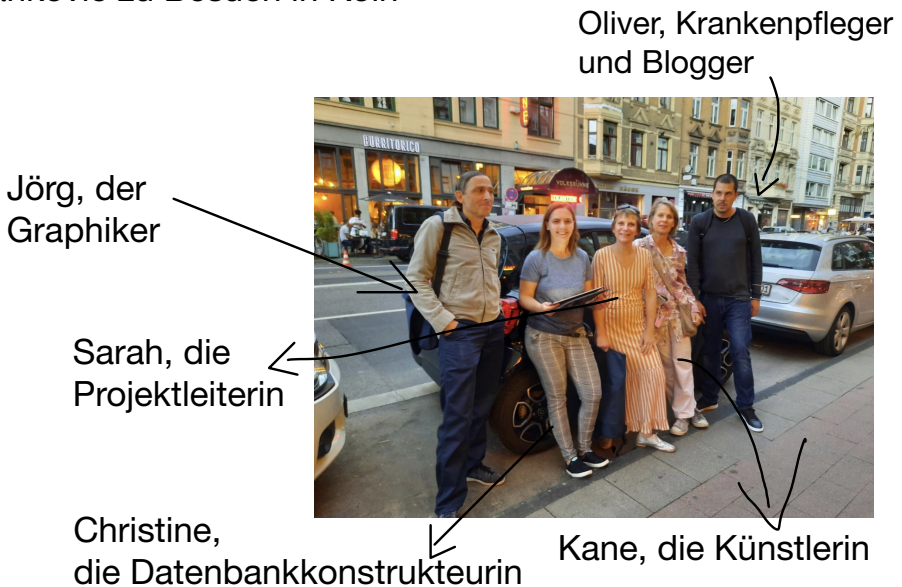 zu Besuch in Köln
Oliver, Krankenpfleger
und Blogger
BURRITORICO
VOLKSBÜHNE
Jörg, der
Graphiker
Sarah, die
Projektleiterin
Christine,
die Datenbankkonstrukteurin
Kane, die Künstlerin